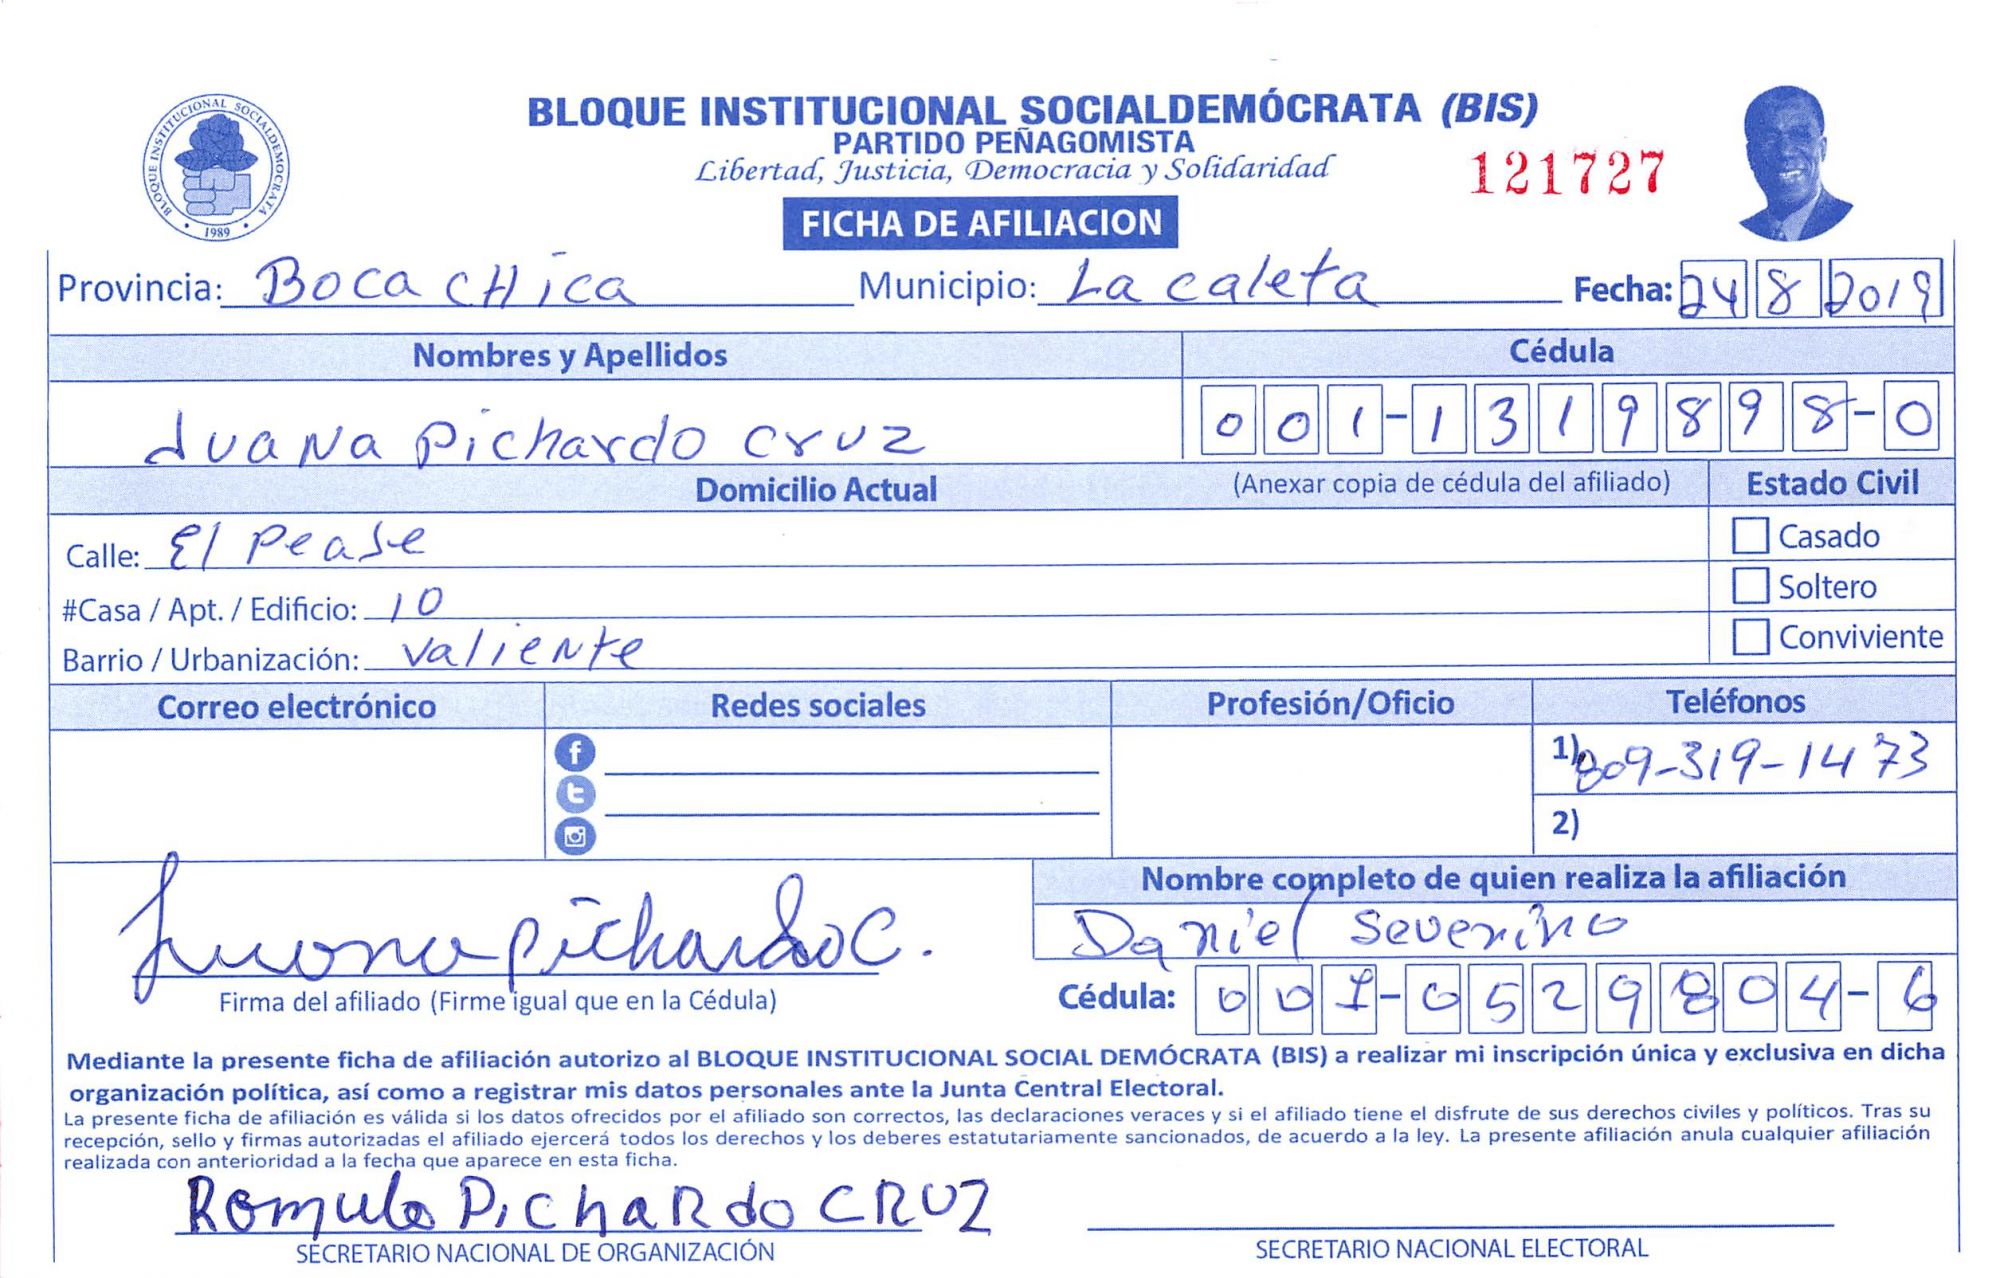 BLOQUE INSTITUCIONAL SOCIALDEMOCRATA
1989
BLOQUE INSTITUCIONAL SOCIALDEMÓCRATA (BIS)
PARTIDO PEÑAGOMISTA
Libertad, Justicia, Democracia y Solidaridad
121727
FICHA DE AFILIACION
Provincia: Boca cHica Municipio: La caleta Fecha: 24 8 2019
Nombres y Apellidos Cédula
Juana Pichardo cruz 001-1319898-0
Domicilio Actual (Anexar copia de cédula del afiliado) Estado Civil
Calle: El Pease Casado
#Casa / Apt. / Edificio: 10 Soltero
Barrio / Urbanización: valiente Conviviente
Correo electrónico Redes sociales Profesión/Oficio Teléfonos
1) 809-319-1473
2)
Nombre completo de quien realiza la afiliación
Daniel Severino
Juana Pichardo C.
Firma del afiliado (Firme igual que en la Cédula) Cédula: 001-0529804-6
Mediante la presente ficha de afiliación autorizo al BLOQUE INSTITUCIONAL SOCIAL DEMÓCRATA (BIS) a realizar mi inscripción única y exclusiva en dicha
organización política, así como a registrar mis datos personales ante la Junta Central Electoral.
La presente ficha de afiliación es válida si los datos ofrecidos por el afiliado son correctos, las declaraciones veraces y si el afiliado tiene el disfrute de sus derechos civiles y políticos. Tras su
recepción, sello y firmas autorizadas el afiliado ejercerá todos los derechos y los deberes estatutariamente sancionados, de acuerdo a la ley. La presente afiliación anula cualquier afiliación
realizada con anterioridad a la fecha que aparece en esta ficha.
Romulo Pichardo CRUZ
SECRETARIO NACIONAL DE ORGANIZACIÓN SECRETARIO NACIONAL ELECTORAL